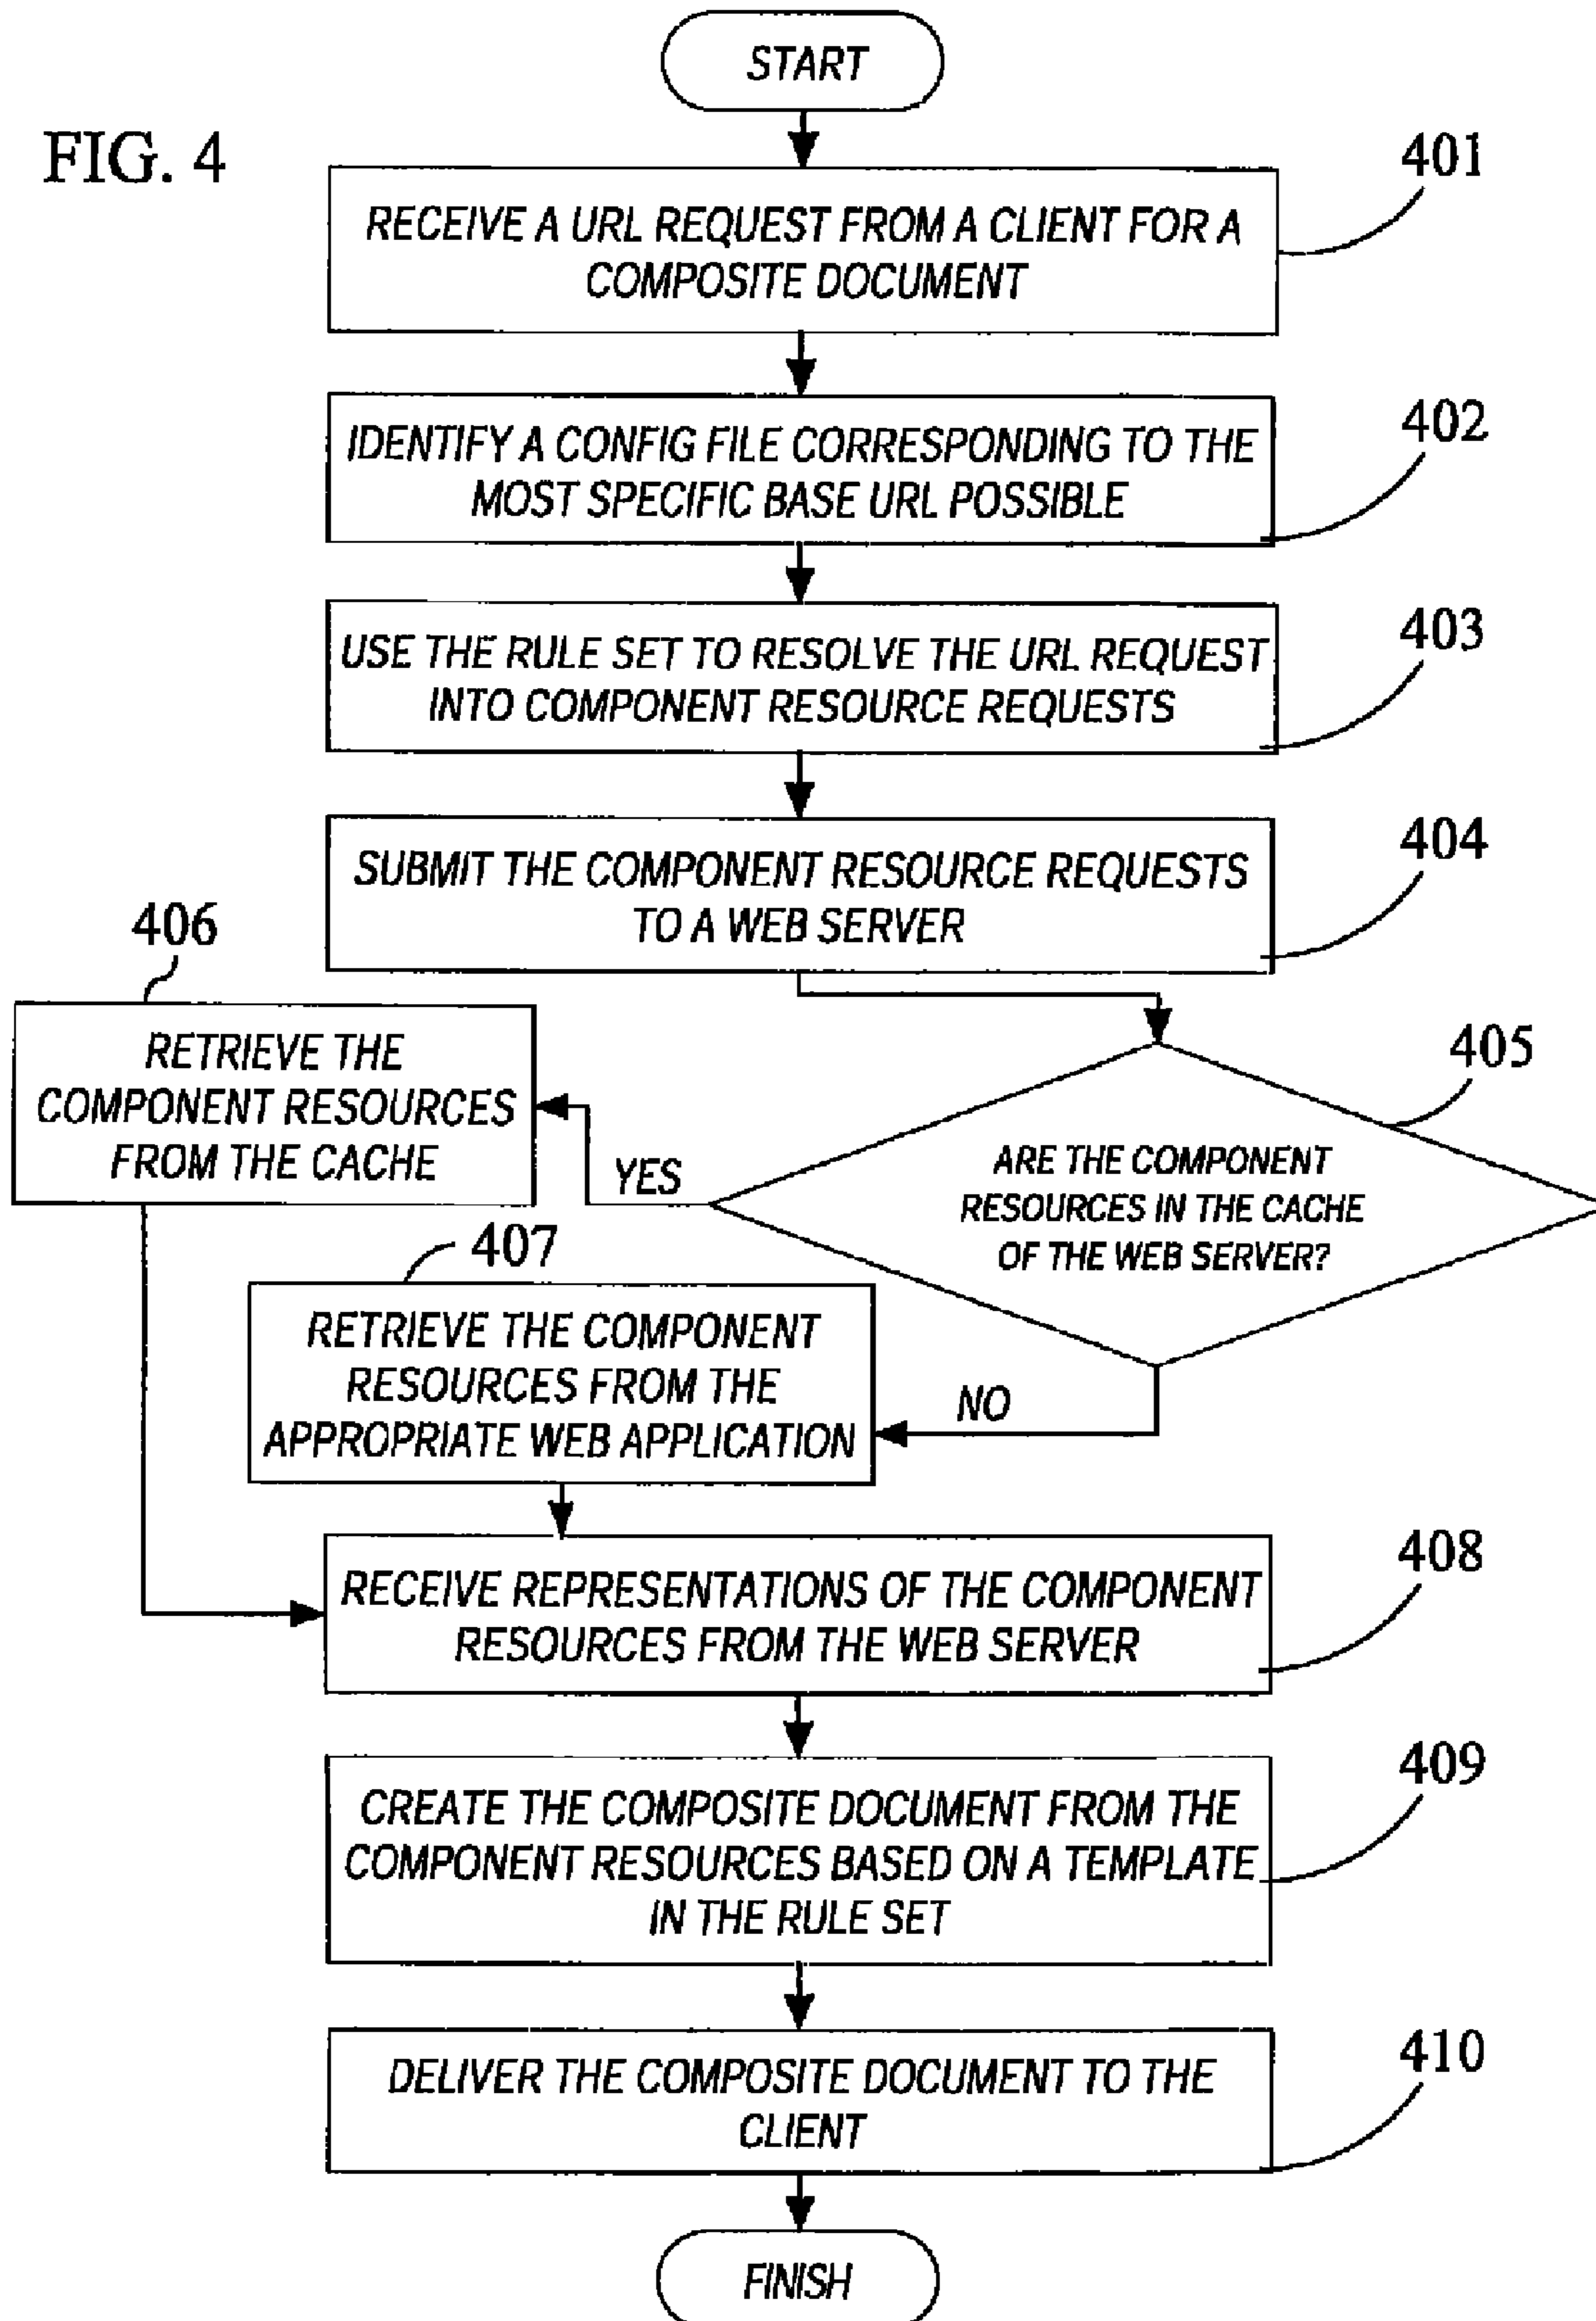 START
FIG. 4
401
RECEIVE A URL REQUEST FROM A CLIENT FOR A
COMPOSITE DOCUMENT
402
IDENTIFY A CONFIG FILE CORRESPONDING TO THE
MOST SPECIFIC BASE URL POSSIBLE
403
USE THE RULE SET TO RESOLVE THE URL REQUEST
INTO COMPONENT RESOURCE REQUESTS
404
SUBMIT THE COMPONENT RESOURCE REQUESTS
TO A WEB SERVER
406
RETRIEVE THE
COMPONENT RESOURCES
FROM THE CACHE
405
ARE THE COMPONENT
RESOURCES IN THE CACHE
OF THE WEB SERVER?
YES
407
RETRIEVE THE COMPONENT
RESOURCES FROM THE
APPROPRIATE WEB APPLICATION
NO
408
RECEIVE REPRESENTATIONS OF THE COMPONENT
RESOURCES FROM THE WEB SERVER
409
CREATE THE COMPOSITE DOCUMENT FROM THE
COMPONENT RESOURCES BASED ON A TEMPLATE
IN THE RULE SET
410
DELIVER THE COMPOSITE DOCUMENT TO THE
CLIENT
FINISH